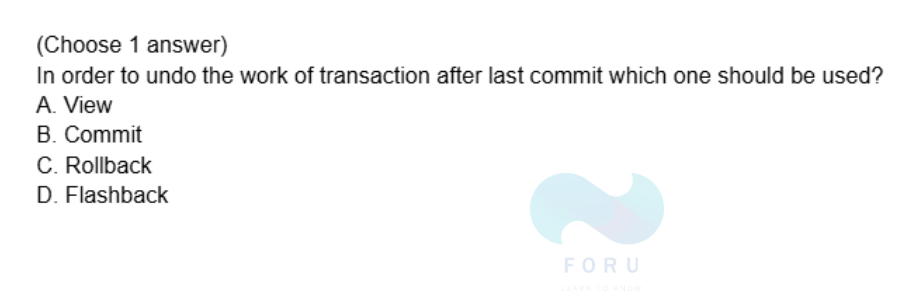 (Choose 1 answer)
In order to undo the work of transaction after last commit which one should be used?
A. View
B. Commit
C. Rollback
D. Flashback
FORU